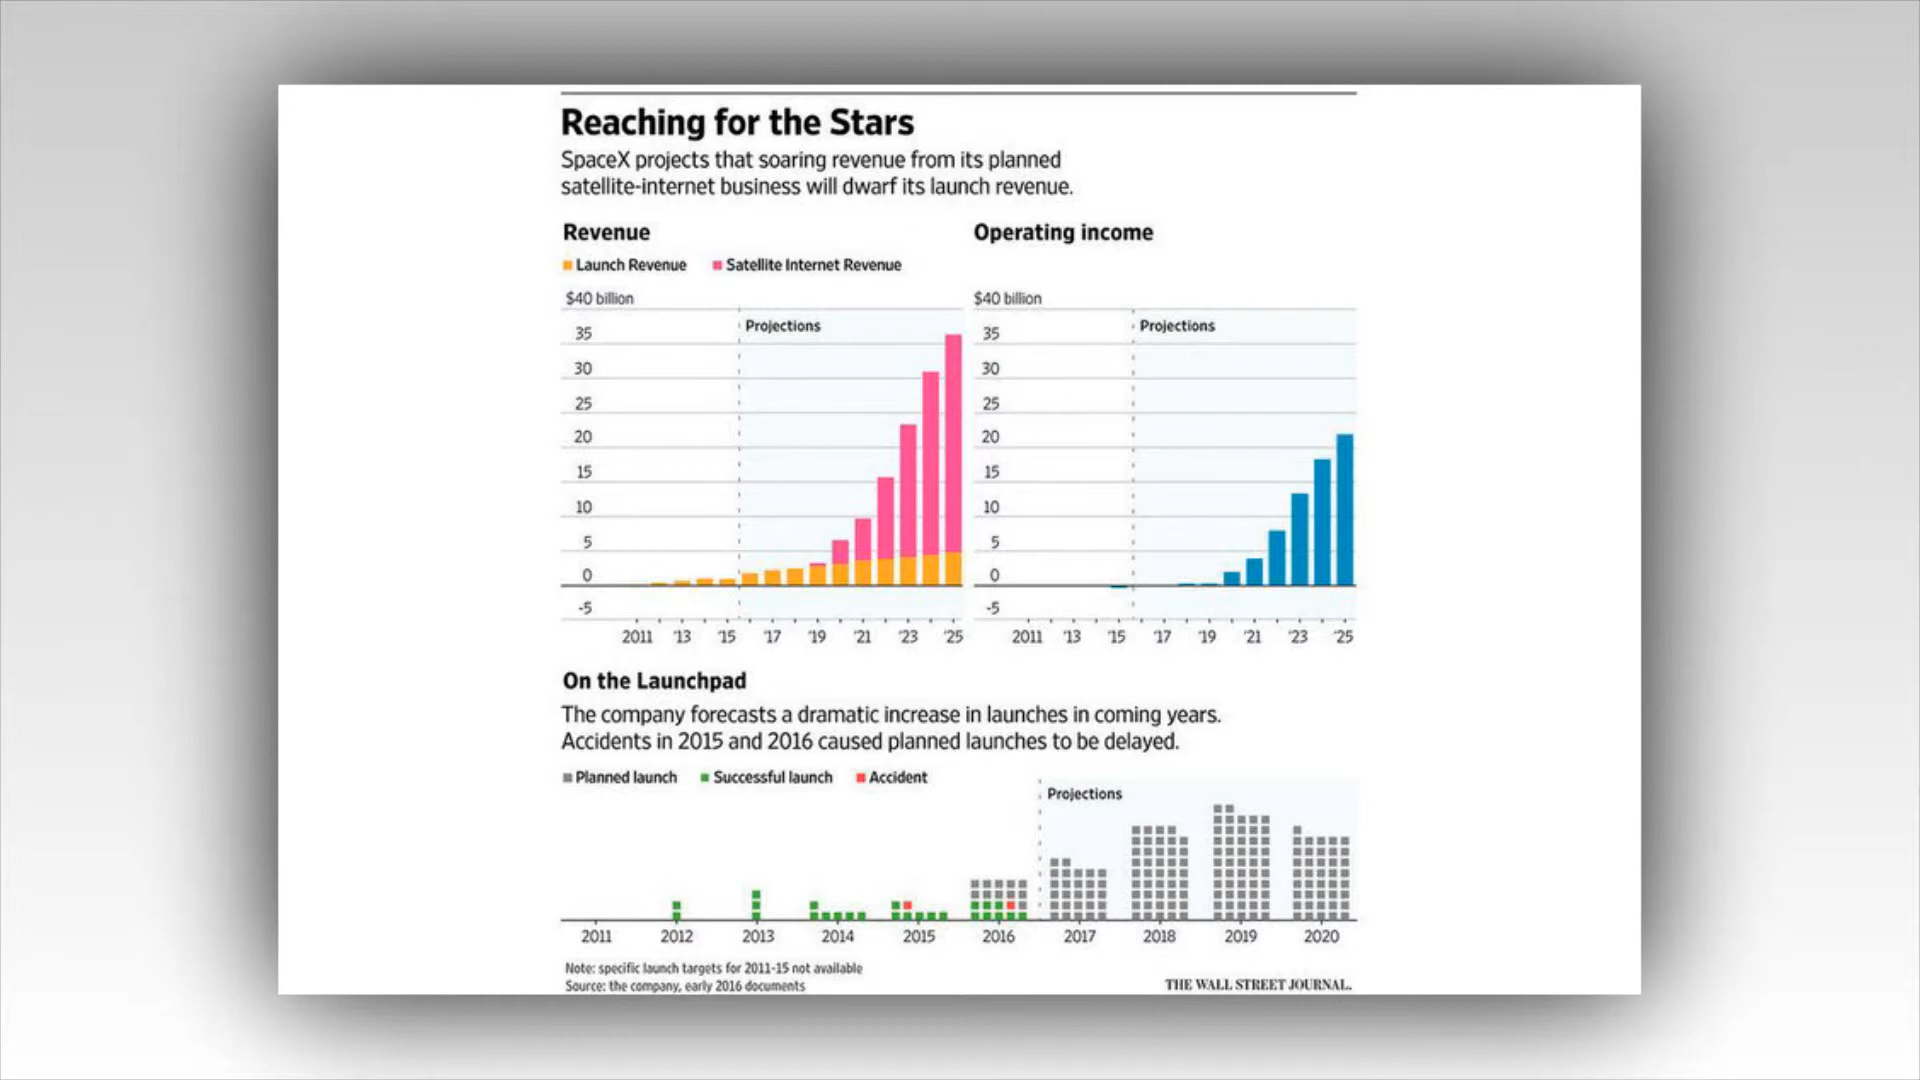 Reaching for the Stars
SpaceX projects that soaring revenue from its planned
satellite-internet business will dwarf its launch revenue.
Revenue
Launch Revenue Satellite Internet Revenue
$40 billion
Projections
35
30
25
20
15
10
5
0
-5
2011 '13 '15 '17 '19 '21 '23 '25
Operating income
$40 billion
Projections
35
30
25
20
15
10
5
0
-5
2011 '13 '15 '17 '19 '21 '23 '25
On the Launchpad
The company forecasts a dramatic increase in launches in coming years.
Accidents in 2015 and 2016 caused planned launches to be delayed.
Planned launch Successful launch Accident
Projections
2011 2012 2013 2014 2015 2016 2017 2018 2019 2020
Note: specific launch targets for 2011-15 not available
Source: the company, early 2016 documents
THE WALL STREET JOURNAL.